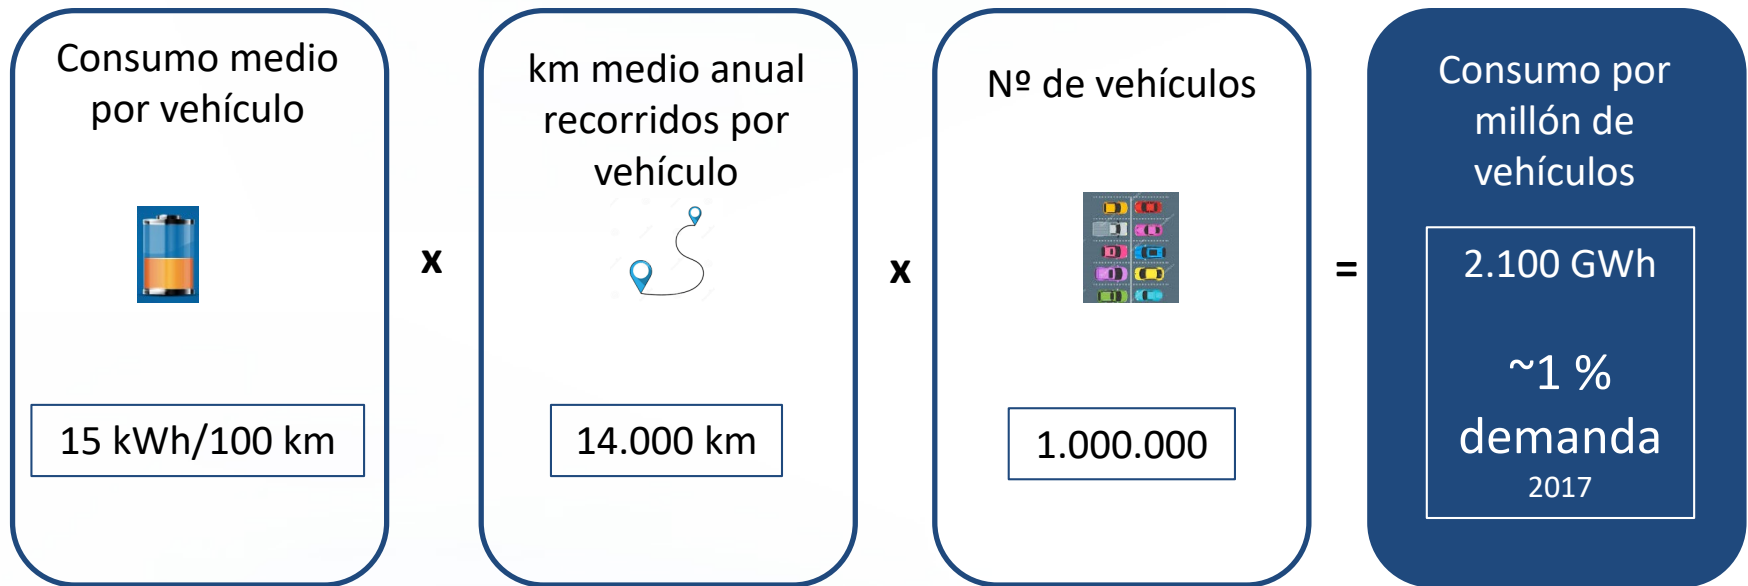 Consumo medio
por vehículo
15 kWh/100 km
x
km medio anual
recorridos por
vehículo
14.000 km
x
Nº de vehículos
1.000.000
=
Consumo por
millón de
vehículos
2.100 GWh
~1 %
demanda
2017